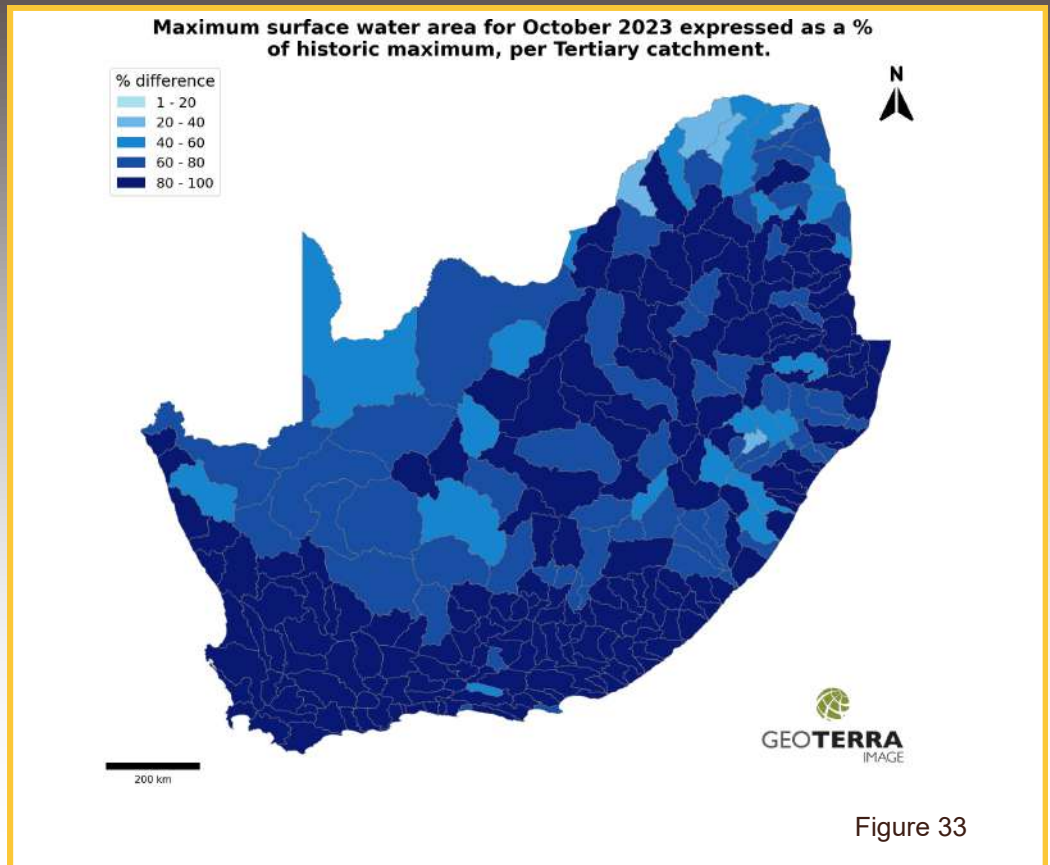 Maximum surface water area for October 2023 expressed as a %
of historic maximum, per Tertiary catchment.
% difference
1 - 20
20 - 40
40 - 60
60 - 80
80 - 100
N
GEOTERRA
IMAGE
200 km
Figure 33